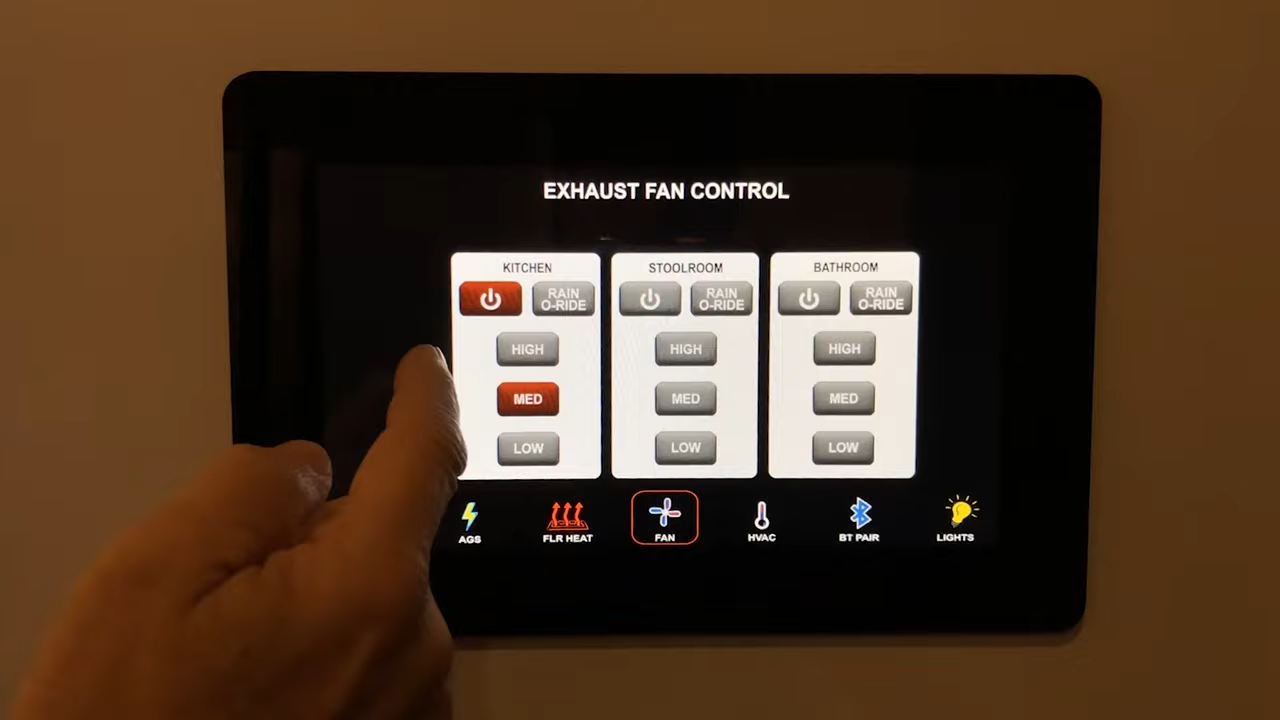 EXHAUST FAN CONTROL
KITCHEN
RAIN
O-RIDE
HIGH
MED
LOW
STOOLROOM
RAIN
O-RIDE
HIGH
MED
LOW
BATHROOM
RAIN
O-RIDE
HIGH
MED
LOW
AGS
FLR HEAT
FAN
HVAC
BT PAIR
LIGHTS